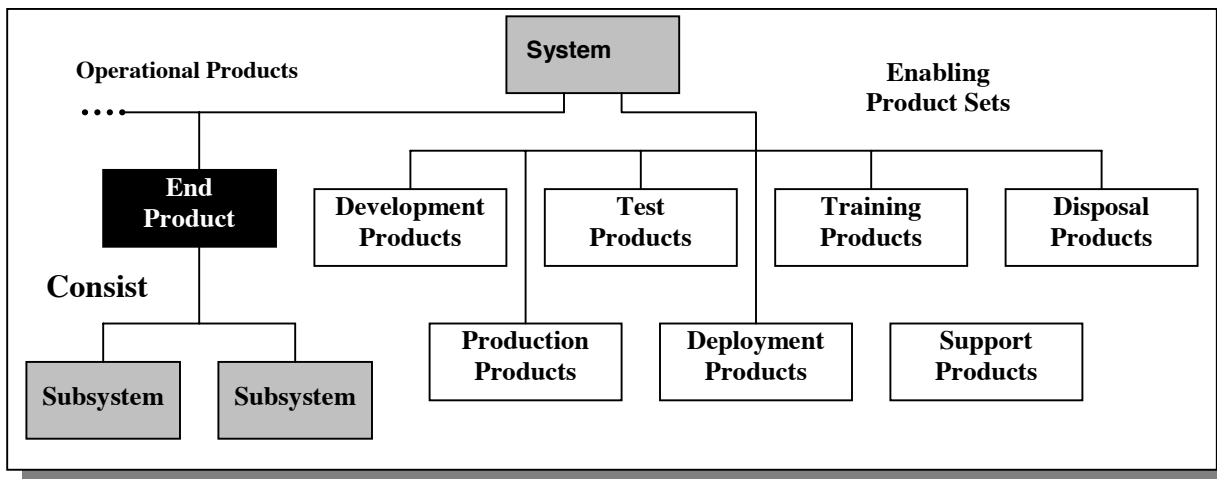 System
Operational Products
Enabling
Product Sets
End
Product
Development
Products
Test
Products
Training
Products
Disposal
Products
Consist
Production
Products
Deployment
Products
Support
Products
Subsystem
Subsystem